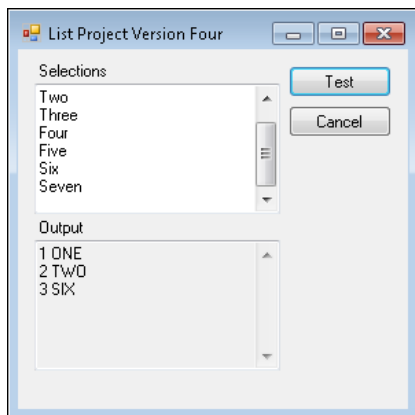 List Project Version Four
Selections
Test
Two
Three
Cancel
Four
Five
Six
Seven
Output
1 ONE
2 TWO
3 SIX